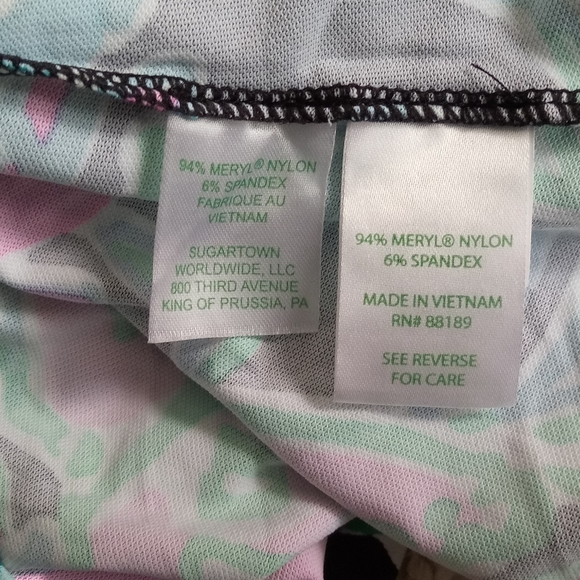 94% MERYL® NYLON
6% SPANDEX
FABRIQUE AU
VIETNAM
SUGARTOWN
WORLDWIDE, LLC
800 THIRD AVENUE
KING OF PRUSSIA, PA
94% MERYL® NYLON
6% SPANDEX
MADE IN VIETNAM
RN# 88189
SEE REVERSE
FOR CARE